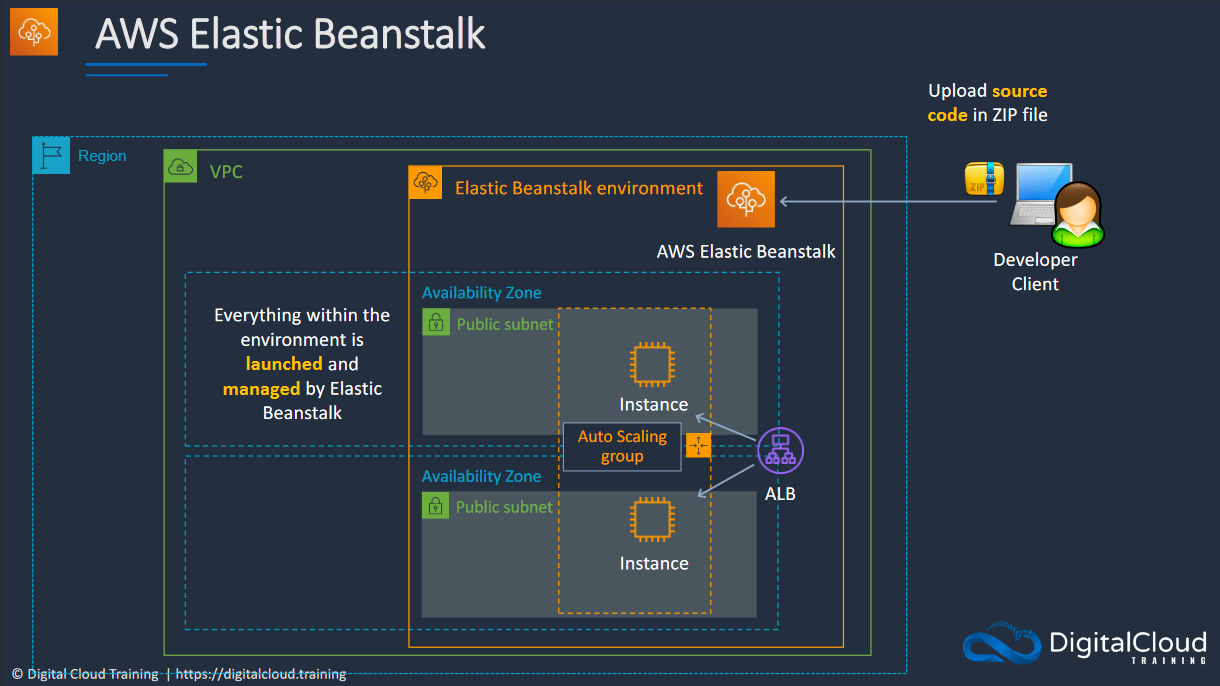 AWS Elastic Beanstalk
Upload source
code in ZIP file
Region
VPC
Elastic Beanstalk environment
ZIP
AWS Elastic Beanstalk
Developer
Client
Availability Zone
Everything within the
environment is
launched and
managed by Elastic
Beanstalk
Public subnet
Instance
Auto Scaling
group
Availability Zone
ALB
Public subnet
Instance
DigitalCloud
TRAINING
© Digital Cloud Training | https://digitalcloud.training